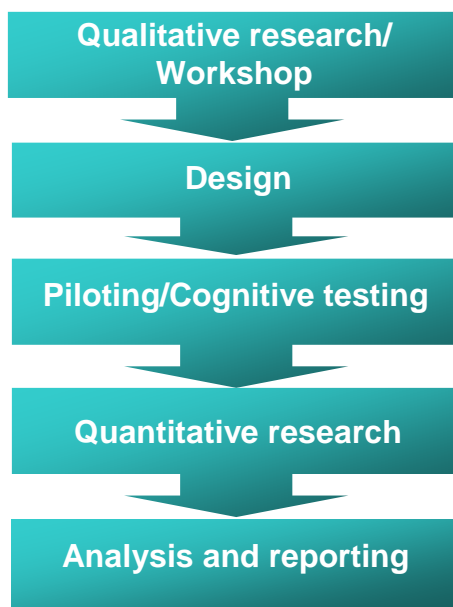 Qualitative research/
Workshop
Design
Piloting/Cognitive testing
Quantitative research
Analysis and reporting